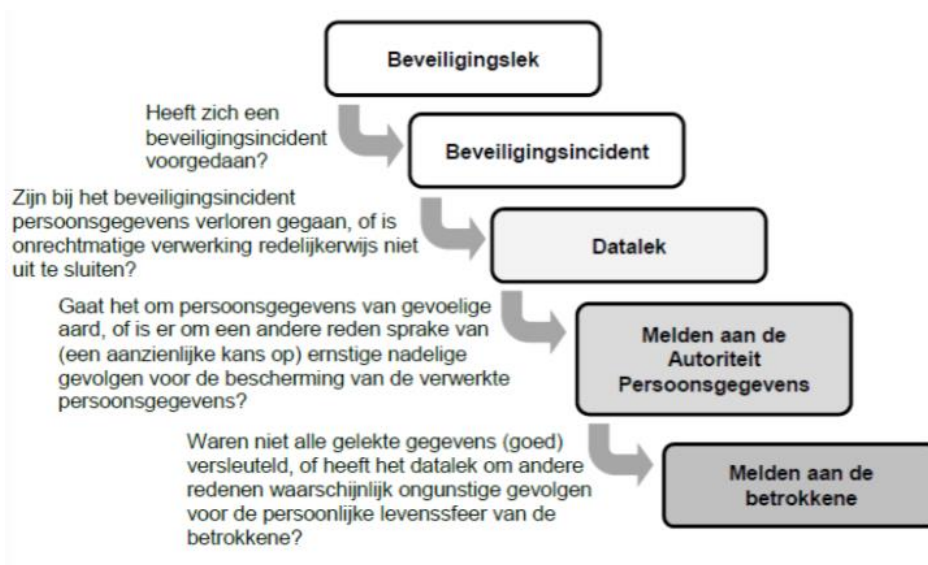 Beveiligingslek
Heeft zich een
beveiligingsincident
voorgedaan?
Beveiligingsincident
Zijn bij het beveiligingsincident
persoonsgegevens verloren gegaan, of is
onrechtmatige verwerking redelijkerwijs niet
uit te sluiten?
Datalek
Gaat het om persoonsgegevens van gevoelige
aard, of is er om een andere reden sprake van
(een aanzienlijke kans op) ernstige nadelige
gevolgen voor de bescherming van de verwerkte
persoonsgegevens?
Melden aan de
Autoriteit
Persoonsgegevens
Waren niet alle gelekte gegevens (goed)
versleuteld, of heeft het datalek om andere
redenen waarschijnlijk ongunstige gevolgen
voor de persoonlijke levenssfeer van de
betrokkene?
Melden aan de
betrokkene